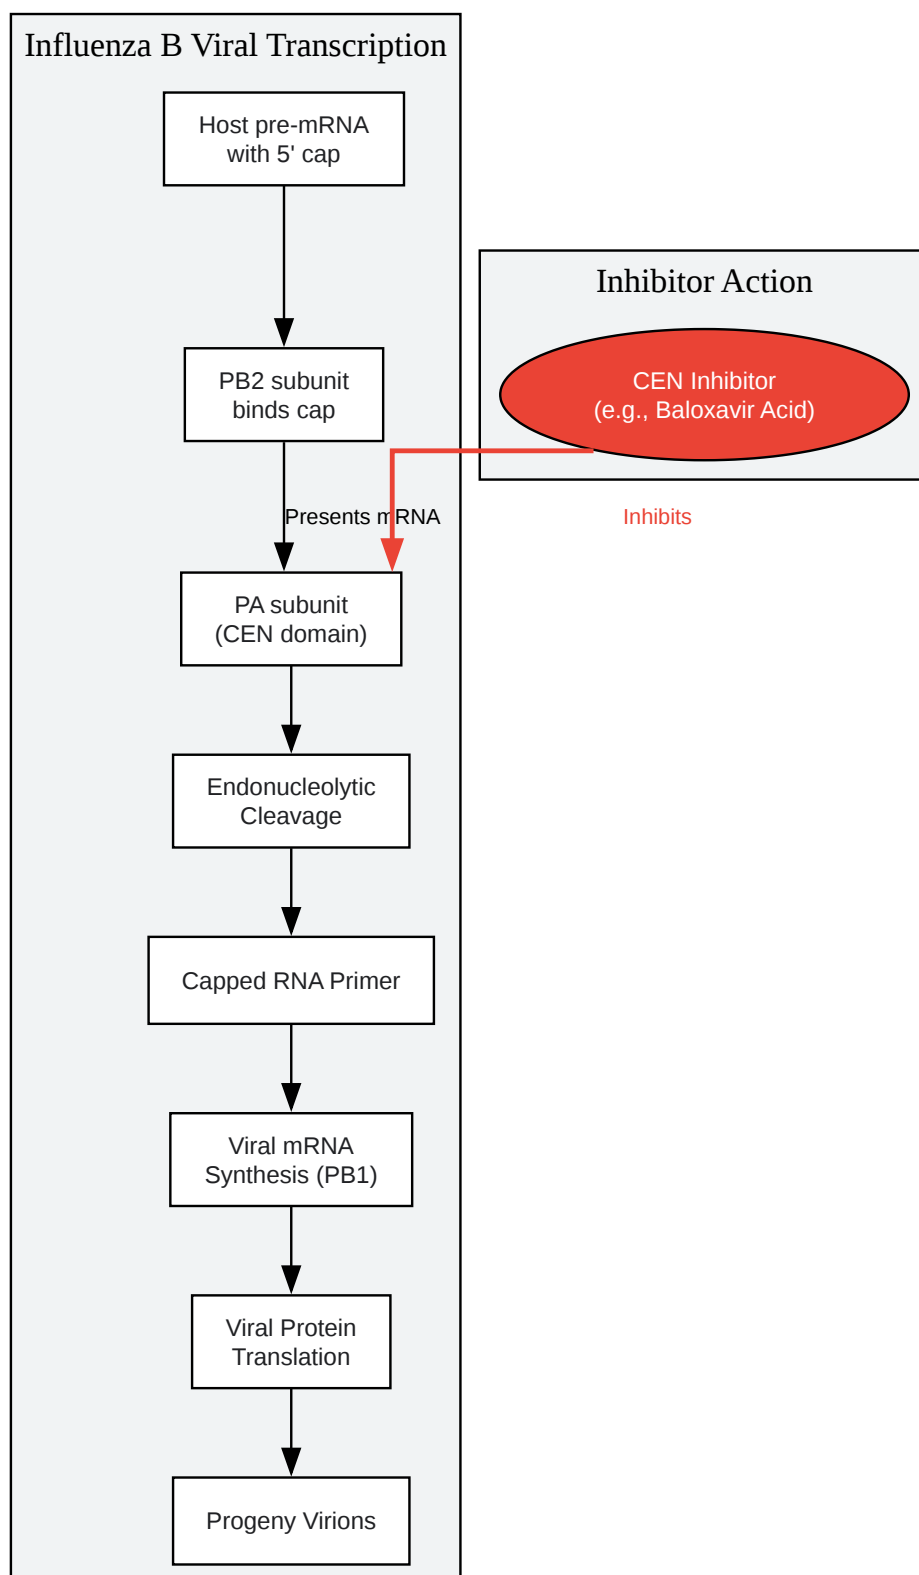 Influenza B Viral Transcription
Host pre-mRNA
with 5' cap
Inhibitor Action
PB2 subunit
binds cap
CEN Inhibitor
(e.g., Baloxavir Acid)
Presents mRNA
Inhibits
PA subunit
(CEN domain)
Endonucleolytic
Cleavage
Capped RNA Primer
Viral mRNA
Synthesis (PB1)
Viral Protein
Translation
Progeny Virions